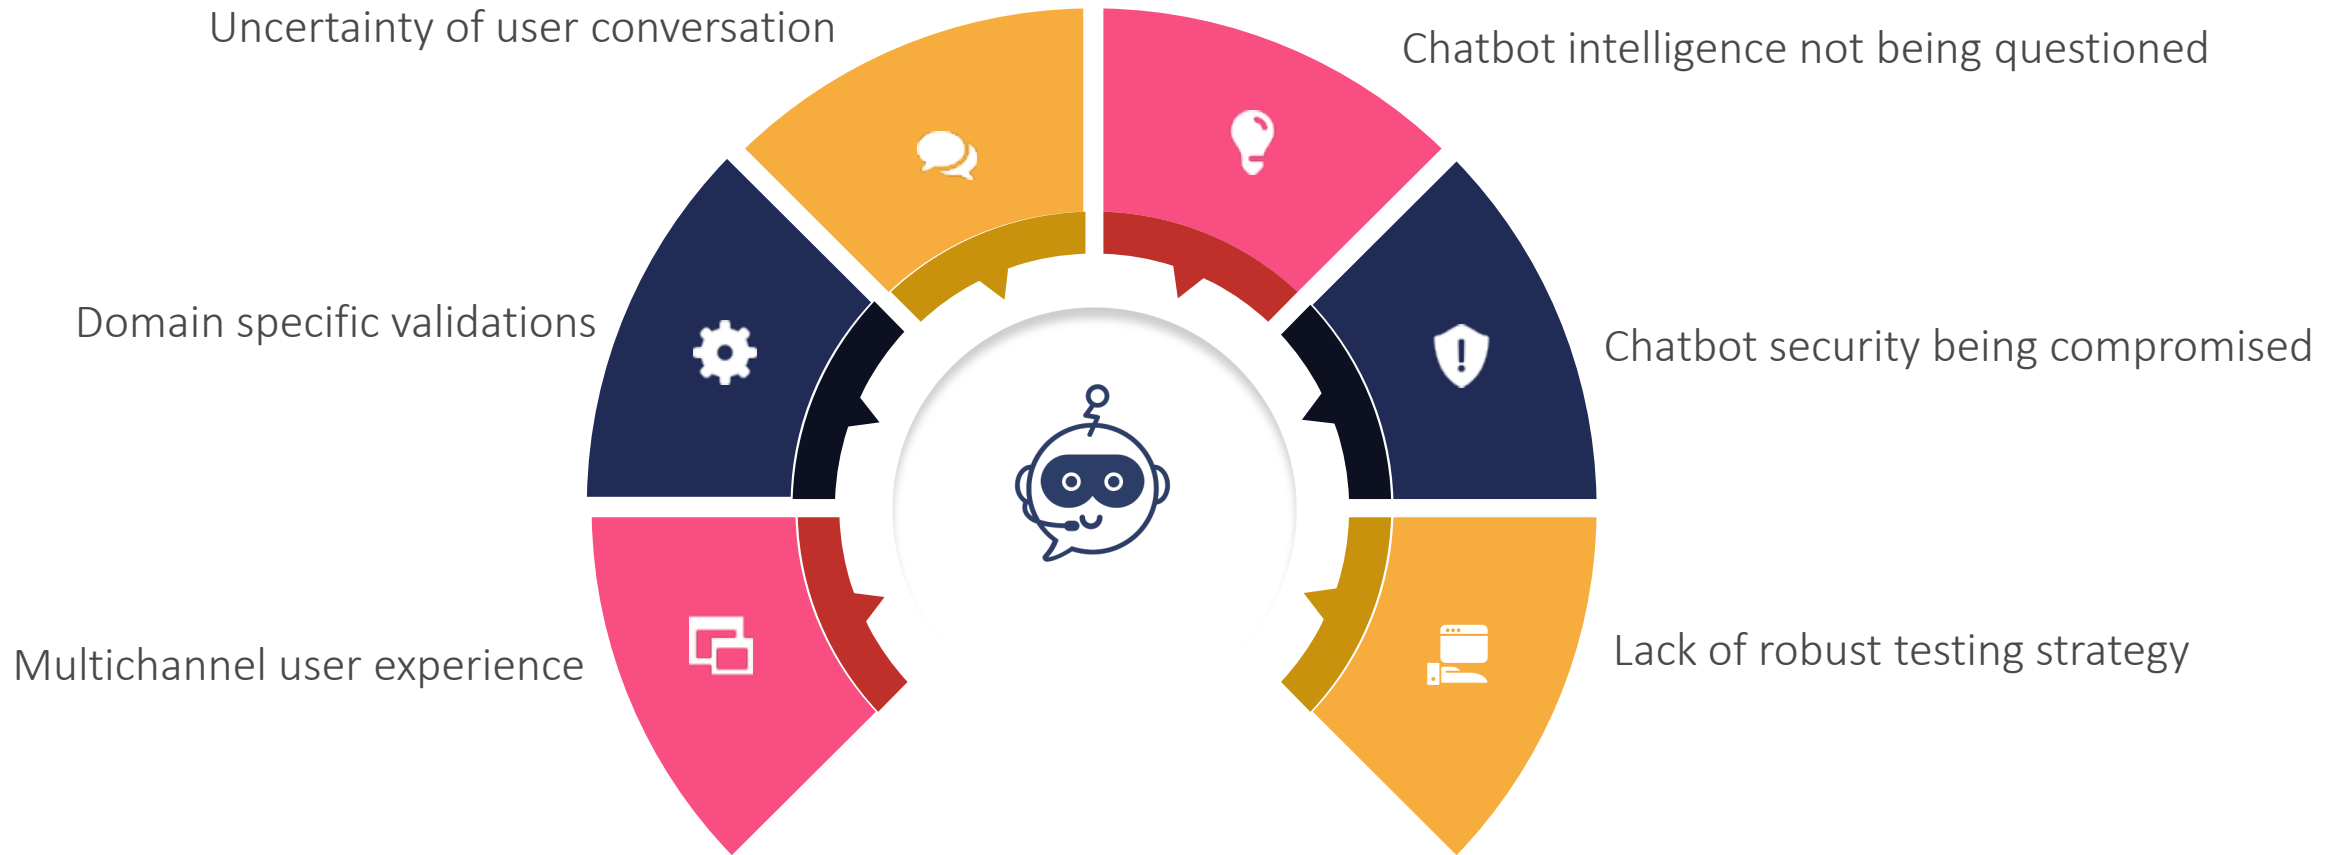 Uncertainty of user conversation
Chatbot intelligence not being questioned
Domain specific validations
Chatbot security being compromised
Multichannel user experience
Lack of robust testing strategy